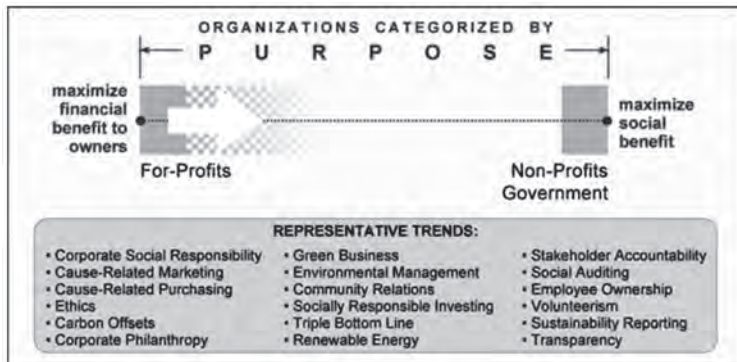 ORGANIZATIONS CATEGORIZED BY
PURPOSE
maximize
financial
benefit to
owners
maximize
social
benefit
For-Profits
Non-Profits
Government
REPRESENTATIVE TRENDS:
• Corporate Social Responsibility
• Cause-Related Marketing
• Cause-Related Purchasing
• Ethics
• Carbon Offsets
• Corporate Philanthropy
• Green Business
• Environmental Management
• Community Relations
• Socially Responsible Investing
• Triple Bottom Line
• Renewable Energy
• Stakeholder Accountability
• Social Auditing
• Employee Ownership
• Volunteerism
• Sustainability Reporting
• Transparency